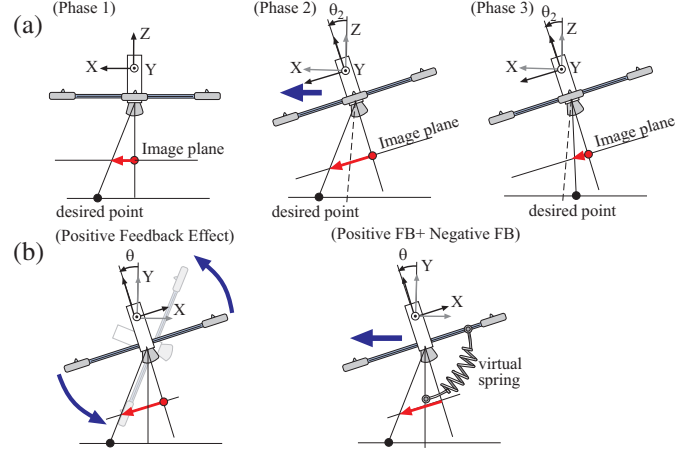 (a)
(Phase 1)
(Phase 2)
(Phase 3)
Z
X
Y
Image plane
desired point
θ2
Z
X
Y
Image plane
desired point
θ2
Z
X
Y
Image plane
desired point
(b)
(Positive Feedback Effect)
(Positive FB+ Negative FB)
θ
Y
X
θ
Y
X
virtual
spring